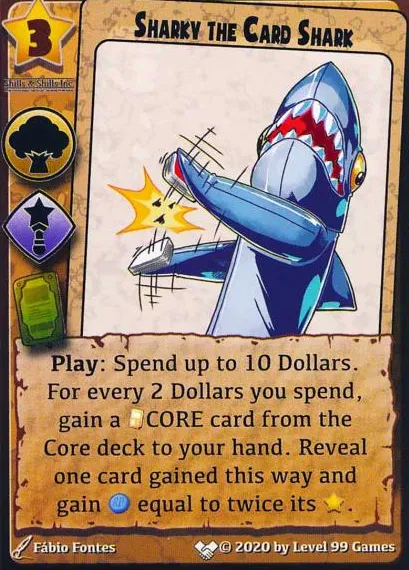 Sharky the Card Shark
3
Shills & Shills Inc.
Play: Spend up to 10 Dollars.
For every 2 Dollars you spend,
gain a CORE card from the
Core deck to your hand. Reveal
one card gained this way and
gain equal to twice its .
Fábio Fontes
© 2020 by Level 99 Games